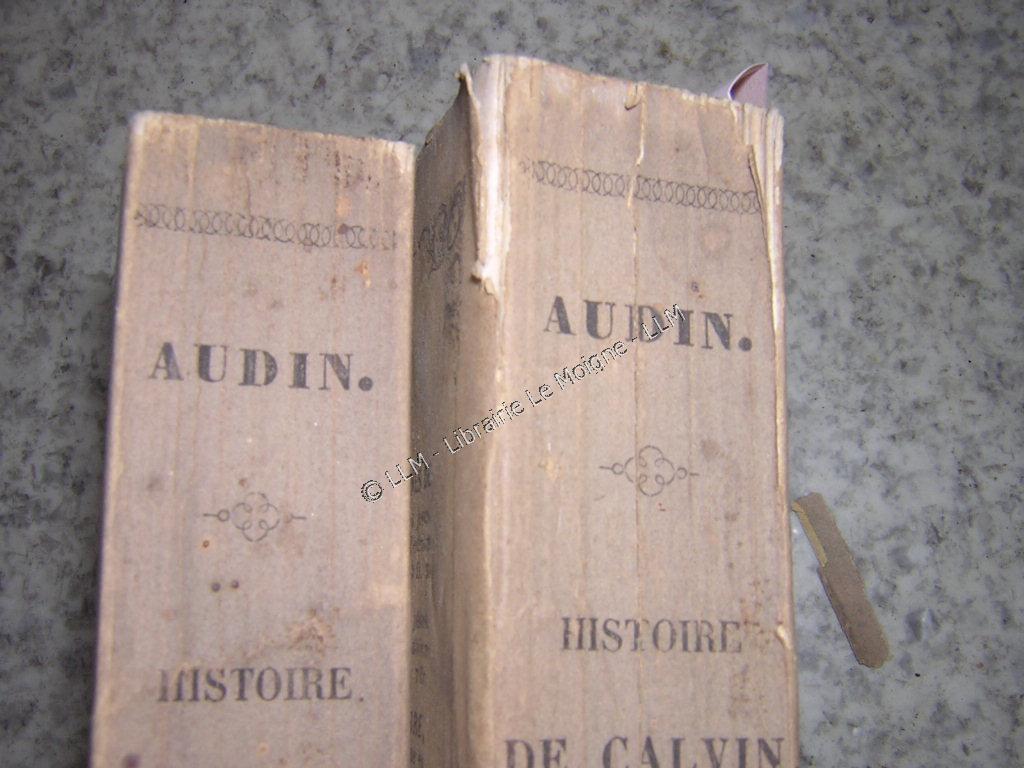 AUDIN.
HISTOIRE.
AUDIN.
HISTOIRE
DE CALVIN
© LLM - Librairie Le Moigne - LLM